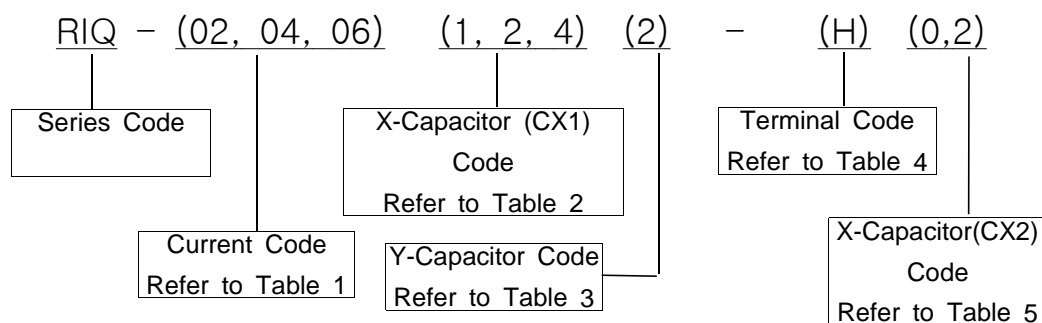 RIQ - (02, 04, 06) (1, 2, 4) (2) - (H) (0,2)
Series Code
X-Capacitor (CX1)
Code
Refer to Table 2
Terminal Code
Refer to Table 4
Current Code
Refer to Table 1
Y-Capacitor Code
Refer to Table 3
X-Capacitor(CX2)
Code
Refer to Table 5